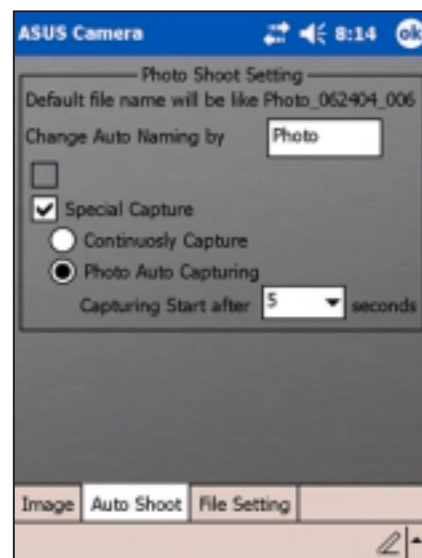 ASUS Camera 8:14 ok
Photo Shoot Setting
Default file name will be like Photo_062404_006
Change Auto Naming by Photo
Special Capture
Continuosly Capture
Photo Auto Capturing
Capturing Start after 5 seconds
Image Auto Shoot File Setting